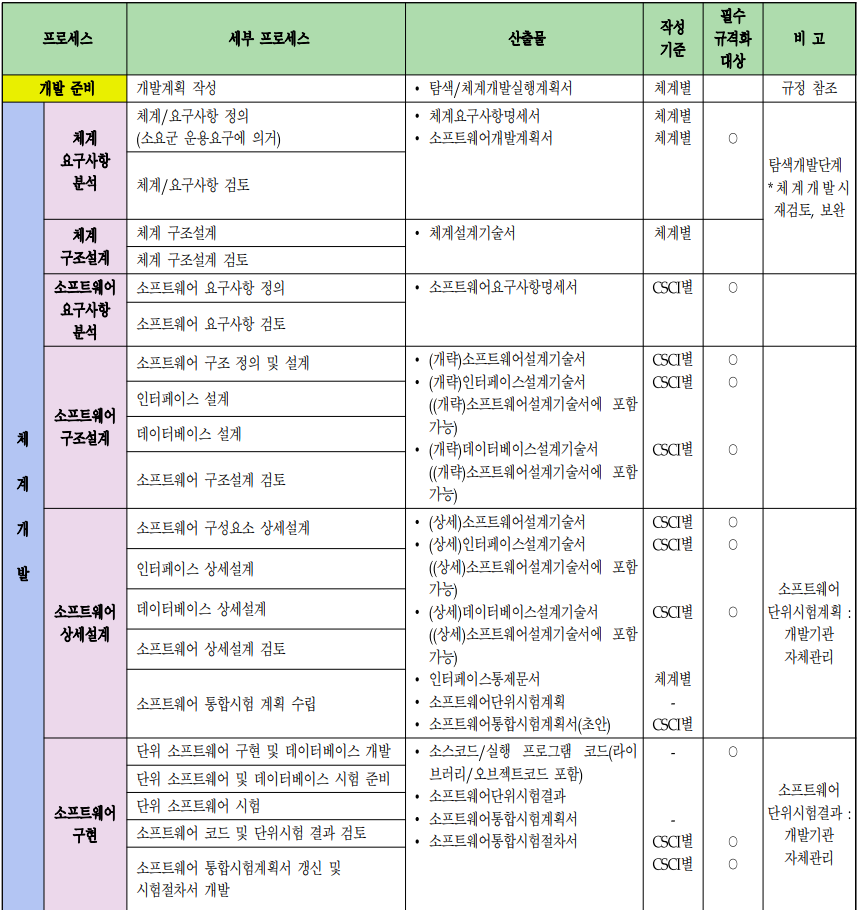 프로세스 세부 프로세스 산출물 작성 기준 필수 규격화 대상 비 고
개발 준비 개발계획 작성 • 탐색/체계개발실행계획서 체계별 규정 참조
체 계 개 발
체계
요구사항
분석
체계/요구사항 정의
(소요군 운용요구에 의거)
체계/요구사항 검토
• 체계요구사항명세서 체계별
• 소프트웨어개발계획서 체계별 ○
탐색개발단계
* 체계개발시
재검토, 보완
체계
구조설계
체계 구조설계
체계 구조설계 검토
• 체계설계기술서 체계별
소프트웨어
요구사항
분석
소프트웨어 요구사항 정의
소프트웨어 요구사항 검토
• 소프트웨어요구사항명세서 CSCI별 ○
소프트웨어
구조설계
소프트웨어 구조 정의 및 설계
인터페이스 설계
데이터베이스 설계
소프트웨어 구조설계 검토
• (개략)소프트웨어설계기술서 CSCI별 ○
• (개략)인터페이스설계기술서 CSCI별 ○
((개략)소프트웨어설계기술서에 포함
가능)
• (개략)데이터베이스설계기술서 CSCI별 ○
((개략)소프트웨어설계기술서에 포함
가능)
소프트웨어
상세설계
소프트웨어 구성요소 상세설계
인터페이스 상세설계
데이터베이스 상세설계
소프트웨어 상세설계 검토
소프트웨어 통합시험 계획 수립
• (상세)소프트웨어설계기술서 CSCI별 ○
• (상세)인터페이스설계기술서 CSCI별 ○
((상세)소프트웨어설계기술서에 포함
가능)
• (상세)데이터베이스설계기술서 CSCI별 ○
((상세)소프트웨어설계기술서에 포함
가능)
• 인터페이스통제문서 체계별
• 소프트웨어단위시험계획 -
• 소프트웨어통합시험계획서(초안) CSCI별
소프트웨어
단위시험계획 :
개발기관
자체관리
소프트웨어
구현
단위 소프트웨어 구현 및 데이터베이스 개발
단위 소프트웨어 및 데이터베이스 시험 준비
단위 소프트웨어 시험
소프트웨어 코드 및 단위시험 결과 검토
소프트웨어 통합시험계획서 갱신 및
시험절차서 개발
• 소스코드/실행 프로그램 코드(라이 - ○
브러리/오브젝트코드 포함)
• 소프트웨어단위시험결과
• 소프트웨어통합시험계획서 -
• 소프트웨어통합시험절차서 CSCI별 ○
CSCI별 ○
소프트웨어
단위시험결과 :
개발기관
자체관리